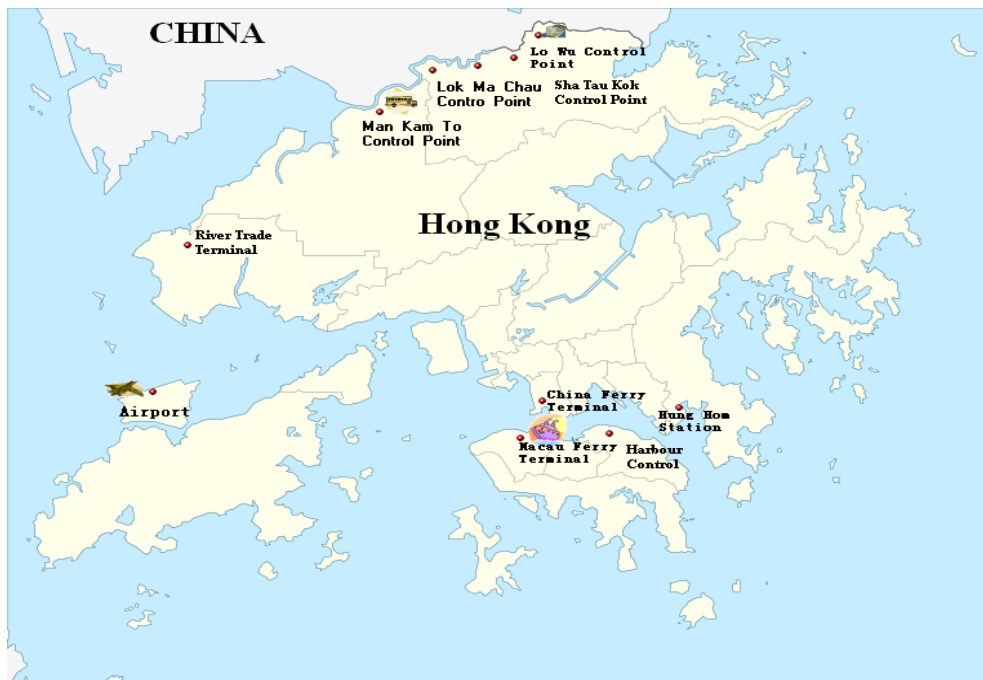 CHINA
Lo Wu Control
Point
Lok Ma Chau
Contro Point
Sha Tau Kok
Control Point
Man Kam To
Control Point
Hong Kong
River Trade
Terminal
China Ferry
Terminal
Airport
Hung Hom
Station
Macau Ferry
Terminal
Harbour
Control